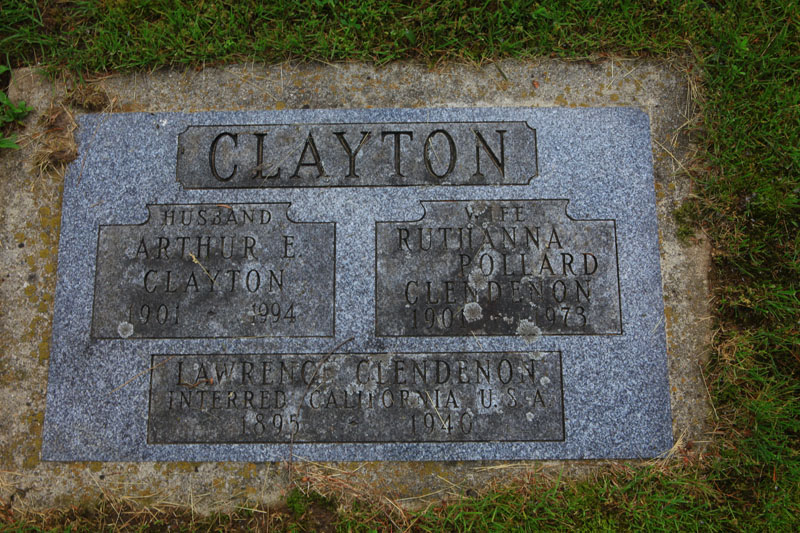 CLAYTON
HUSBAND
ARTHUR E.
CLAYTON
1901 - 1994
WIFE
RUTHANNA
POLLARD
CLENDENON
1973
LAWRENCE CLENDENON
INTERRED CALIFORNIA U.S.A
1895 - 1940